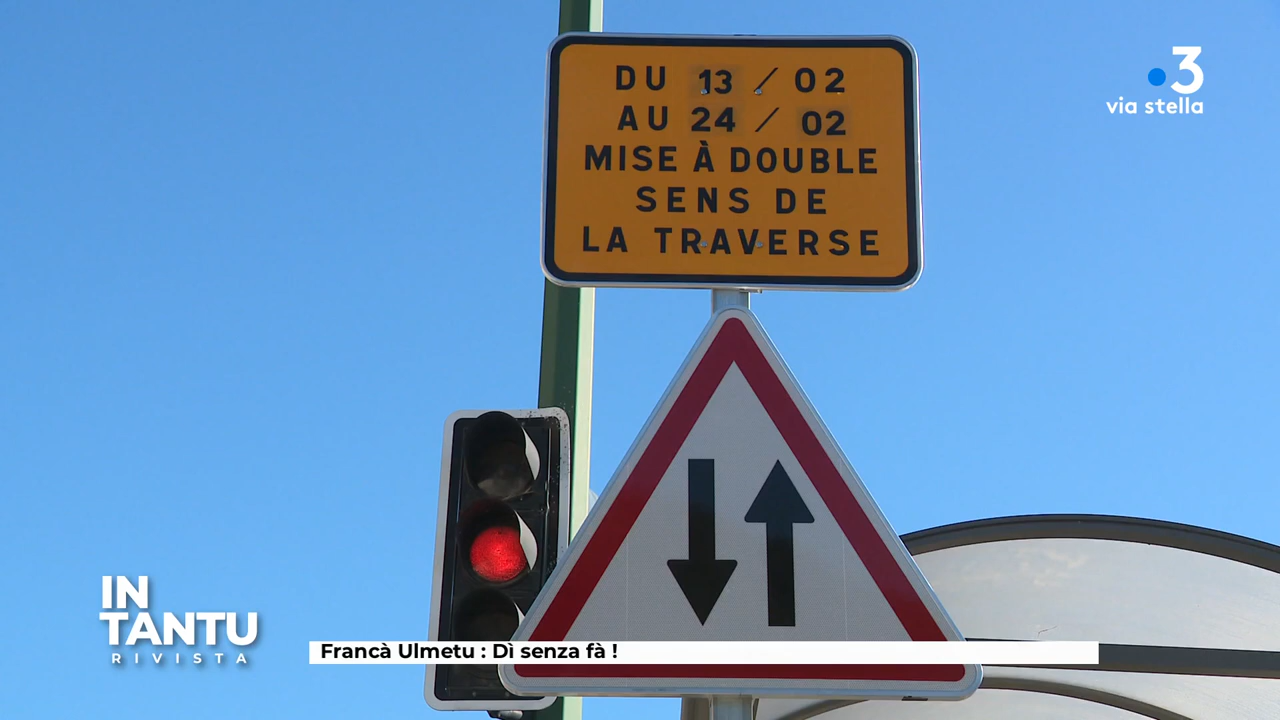 DU 13 / 02
AU 24 / 02
MISE À DOUBLE
SENS DE
LA TRAVERSE
3
via stella
IN
TANTU
RIVISTA
Francà Ulmetu : Dì senza fà !